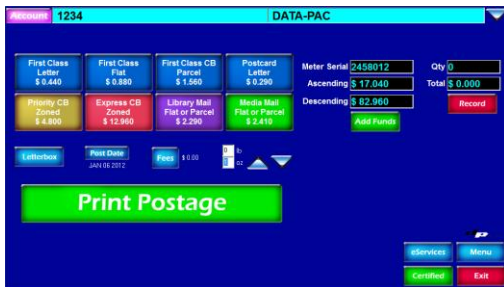 Account 1234 DATA-PAC
First Class
Letter
$ 0.440
First Class
Flat
$ 0.880
First Class CB
Parcel
$ 1.560
Postcard
Letter
$ 0.290
Priority CB
Zoned
$ 4.800
Express CB
Zoned
$ 12.960
Library Mail
Flat or Parcel
$ 2.290
Media Mail
Flat or Parcel
$ 2.410
Meter Serial 2458012
Ascending $ 17.040
Descending $ 82.960
Add Funds
Qty 0
Total $ 0.000
Record
Letterbox
Post Date
JAN 06 2012
Fees $ 0.00
0 lb
1 oz
Print Postage
eServices Menu
Certified Exit